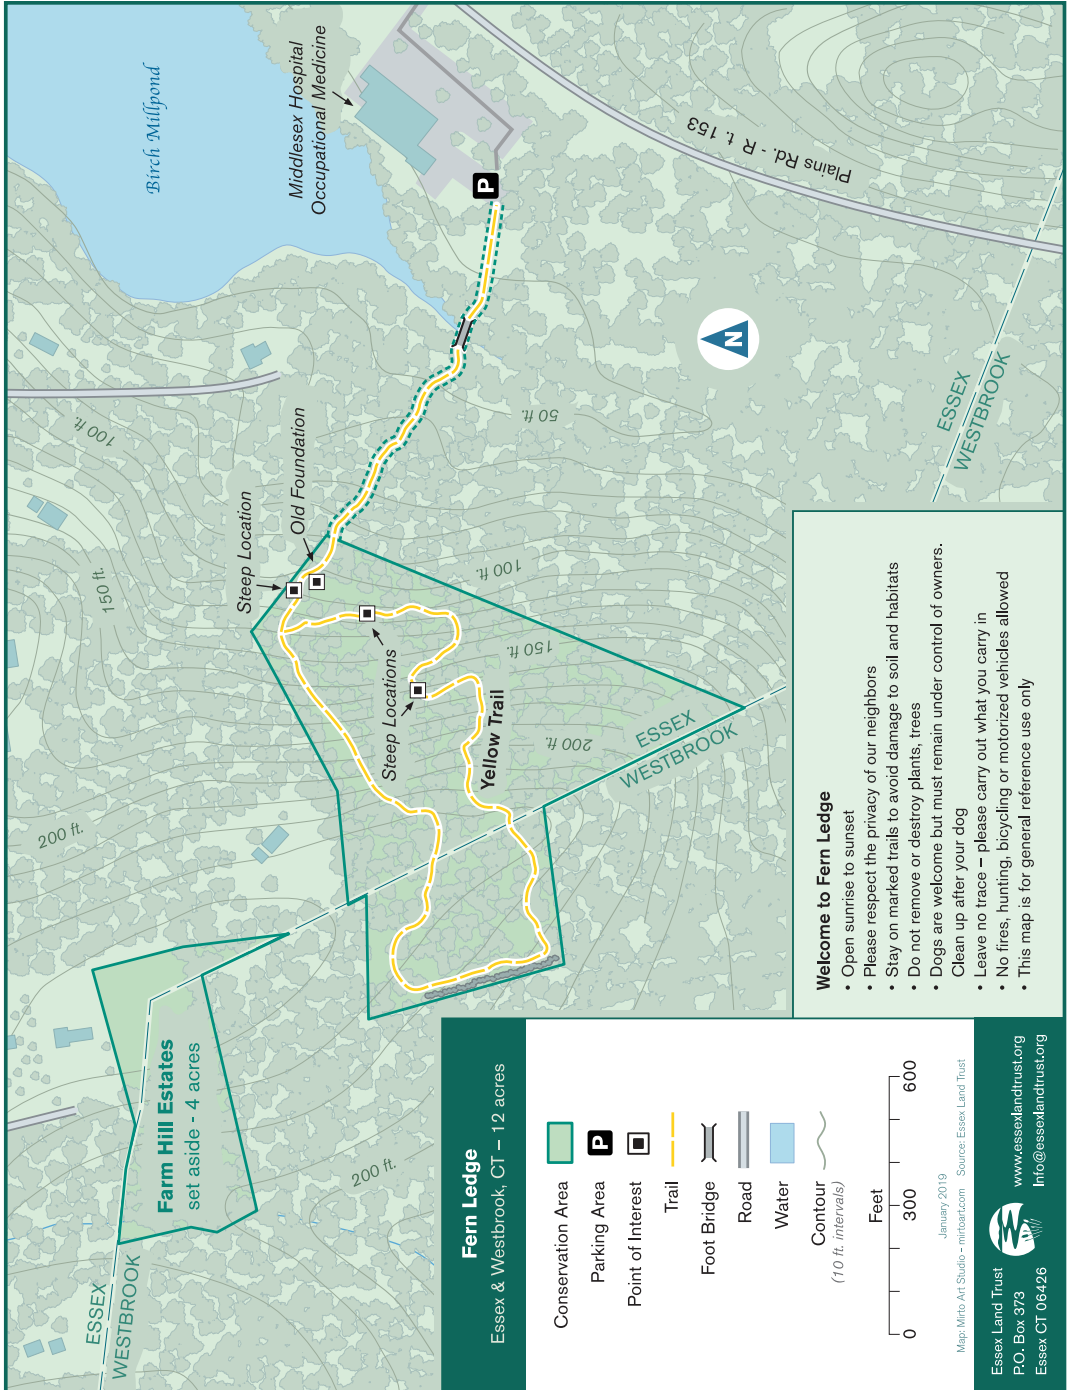 Birch Millpond
Middlesex Hospital
Occupational Medicine
P
Plains Rd. - R t. 153
N
ESSEX
WESTBROOK
50 ft.
100 ft.
Old Foundation
Steep Location
150 ft.
100 ft.
150 ft.
Steep Locations
Yellow Trail
200 ft.
ESSEX
WESTBROOK
200 ft.
Farm Hill Estates
set aside - 4 acres
200 ft.
ESSEX
WESTBROOK
Fern Ledge
Essex & Westbrook, CT – 12 acres
Conservation Area
P
Parking Area
Point of Interest
Trail
Foot Bridge
Road
Water
Contour
(10 ft. intervals)
Feet
0 300 600
January 2019
Map: Mirto Art Studio – mirtoart.com Source: Essex Land Trust
Essex Land Trust
P.O. Box 373
Essex CT 06426
www.essexlandtrust.org
Info@essexlandtrust.org
Welcome to Fern Ledge
• Open sunrise to sunset
• Please respect the privacy of our neighbors
• Stay on marked trails to avoid damage to soil and habitats
• Do not remove or destroy plants, trees
• Dogs are welcome but must remain under control of owners.
Clean up after your dog
• Leave no trace – please carry out what you carry in
• No fires, hunting, bicycling or motorized vehicles allowed
• This map is for general reference use only